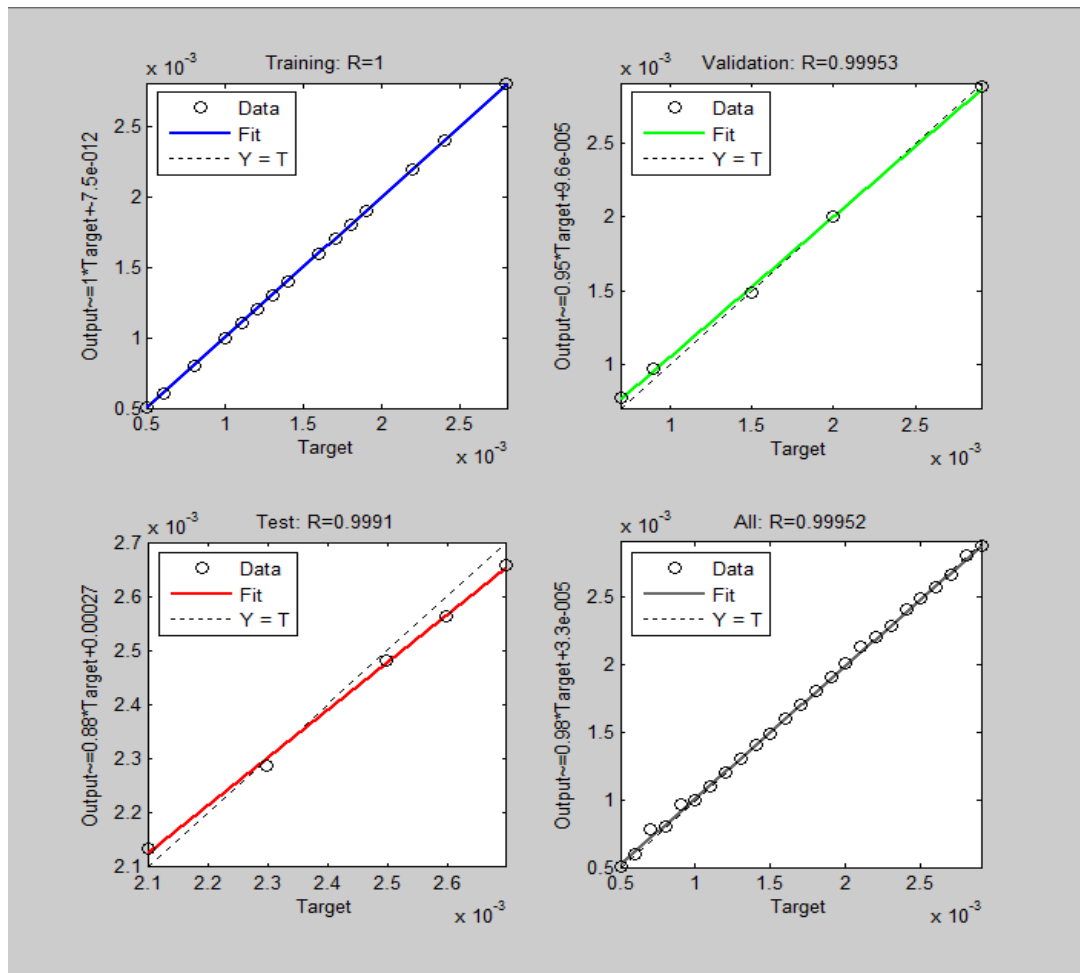 x 10^-3
Training: R=1
Data
Fit
Y = T
2.5
2
1.5
1
0.5
0.5 1 1.5 2 2.5
Target
x 10^-3
Output~=1*Target+-7.5e-012
x 10^-3
Validation: R=0.99953
Data
Fit
Y = T
2.5
2
1.5
1
1 1.5 2 2.5
Target
x 10^-3
Output~=0.95*Target+9.6e-005
x 10^-3
Test: R=0.9991
Data
Fit
Y = T
2.7
2.6
2.5
2.4
2.3
2.2
2.1
2.1 2.2 2.3 2.4 2.5 2.6
Target
x 10^-3
Output~=0.88*Target+0.00027
x 10^-3
All: R=0.99952
Data
Fit
Y = T
2.5
2
1.5
1
0.5
0.5 1 1.5 2 2.5
Target
x 10^-3
Output~=0.98*Target+3.3e-005